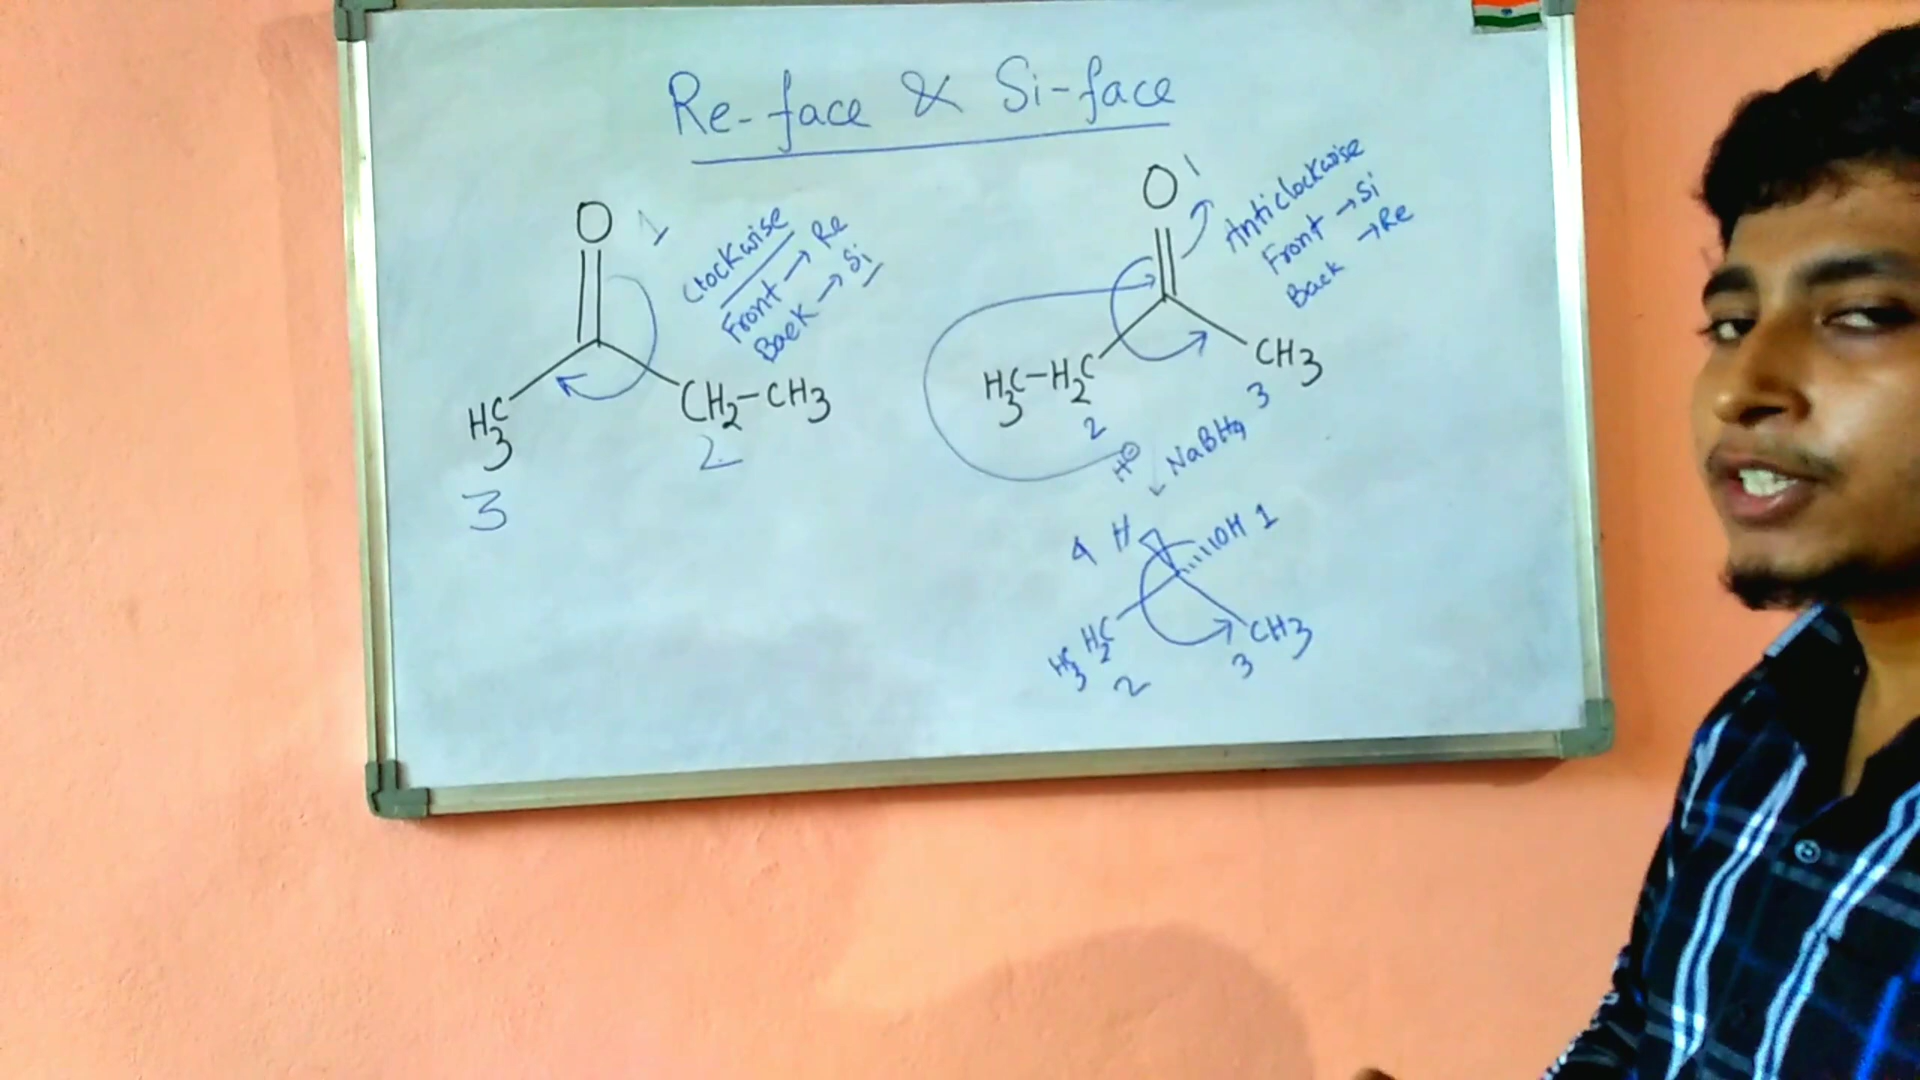 Re-face & Si-face
O 1
Clockwise
Front → Re
Back → Si
H3C
CH2-CH3
2
3
O 1
Anticlockwise
Front → Si
Back → Re
H3C-H2C
CH3
2
3
H⊖
NaBH4
4 H
OH 1
H3C H2C
CH3
2
3